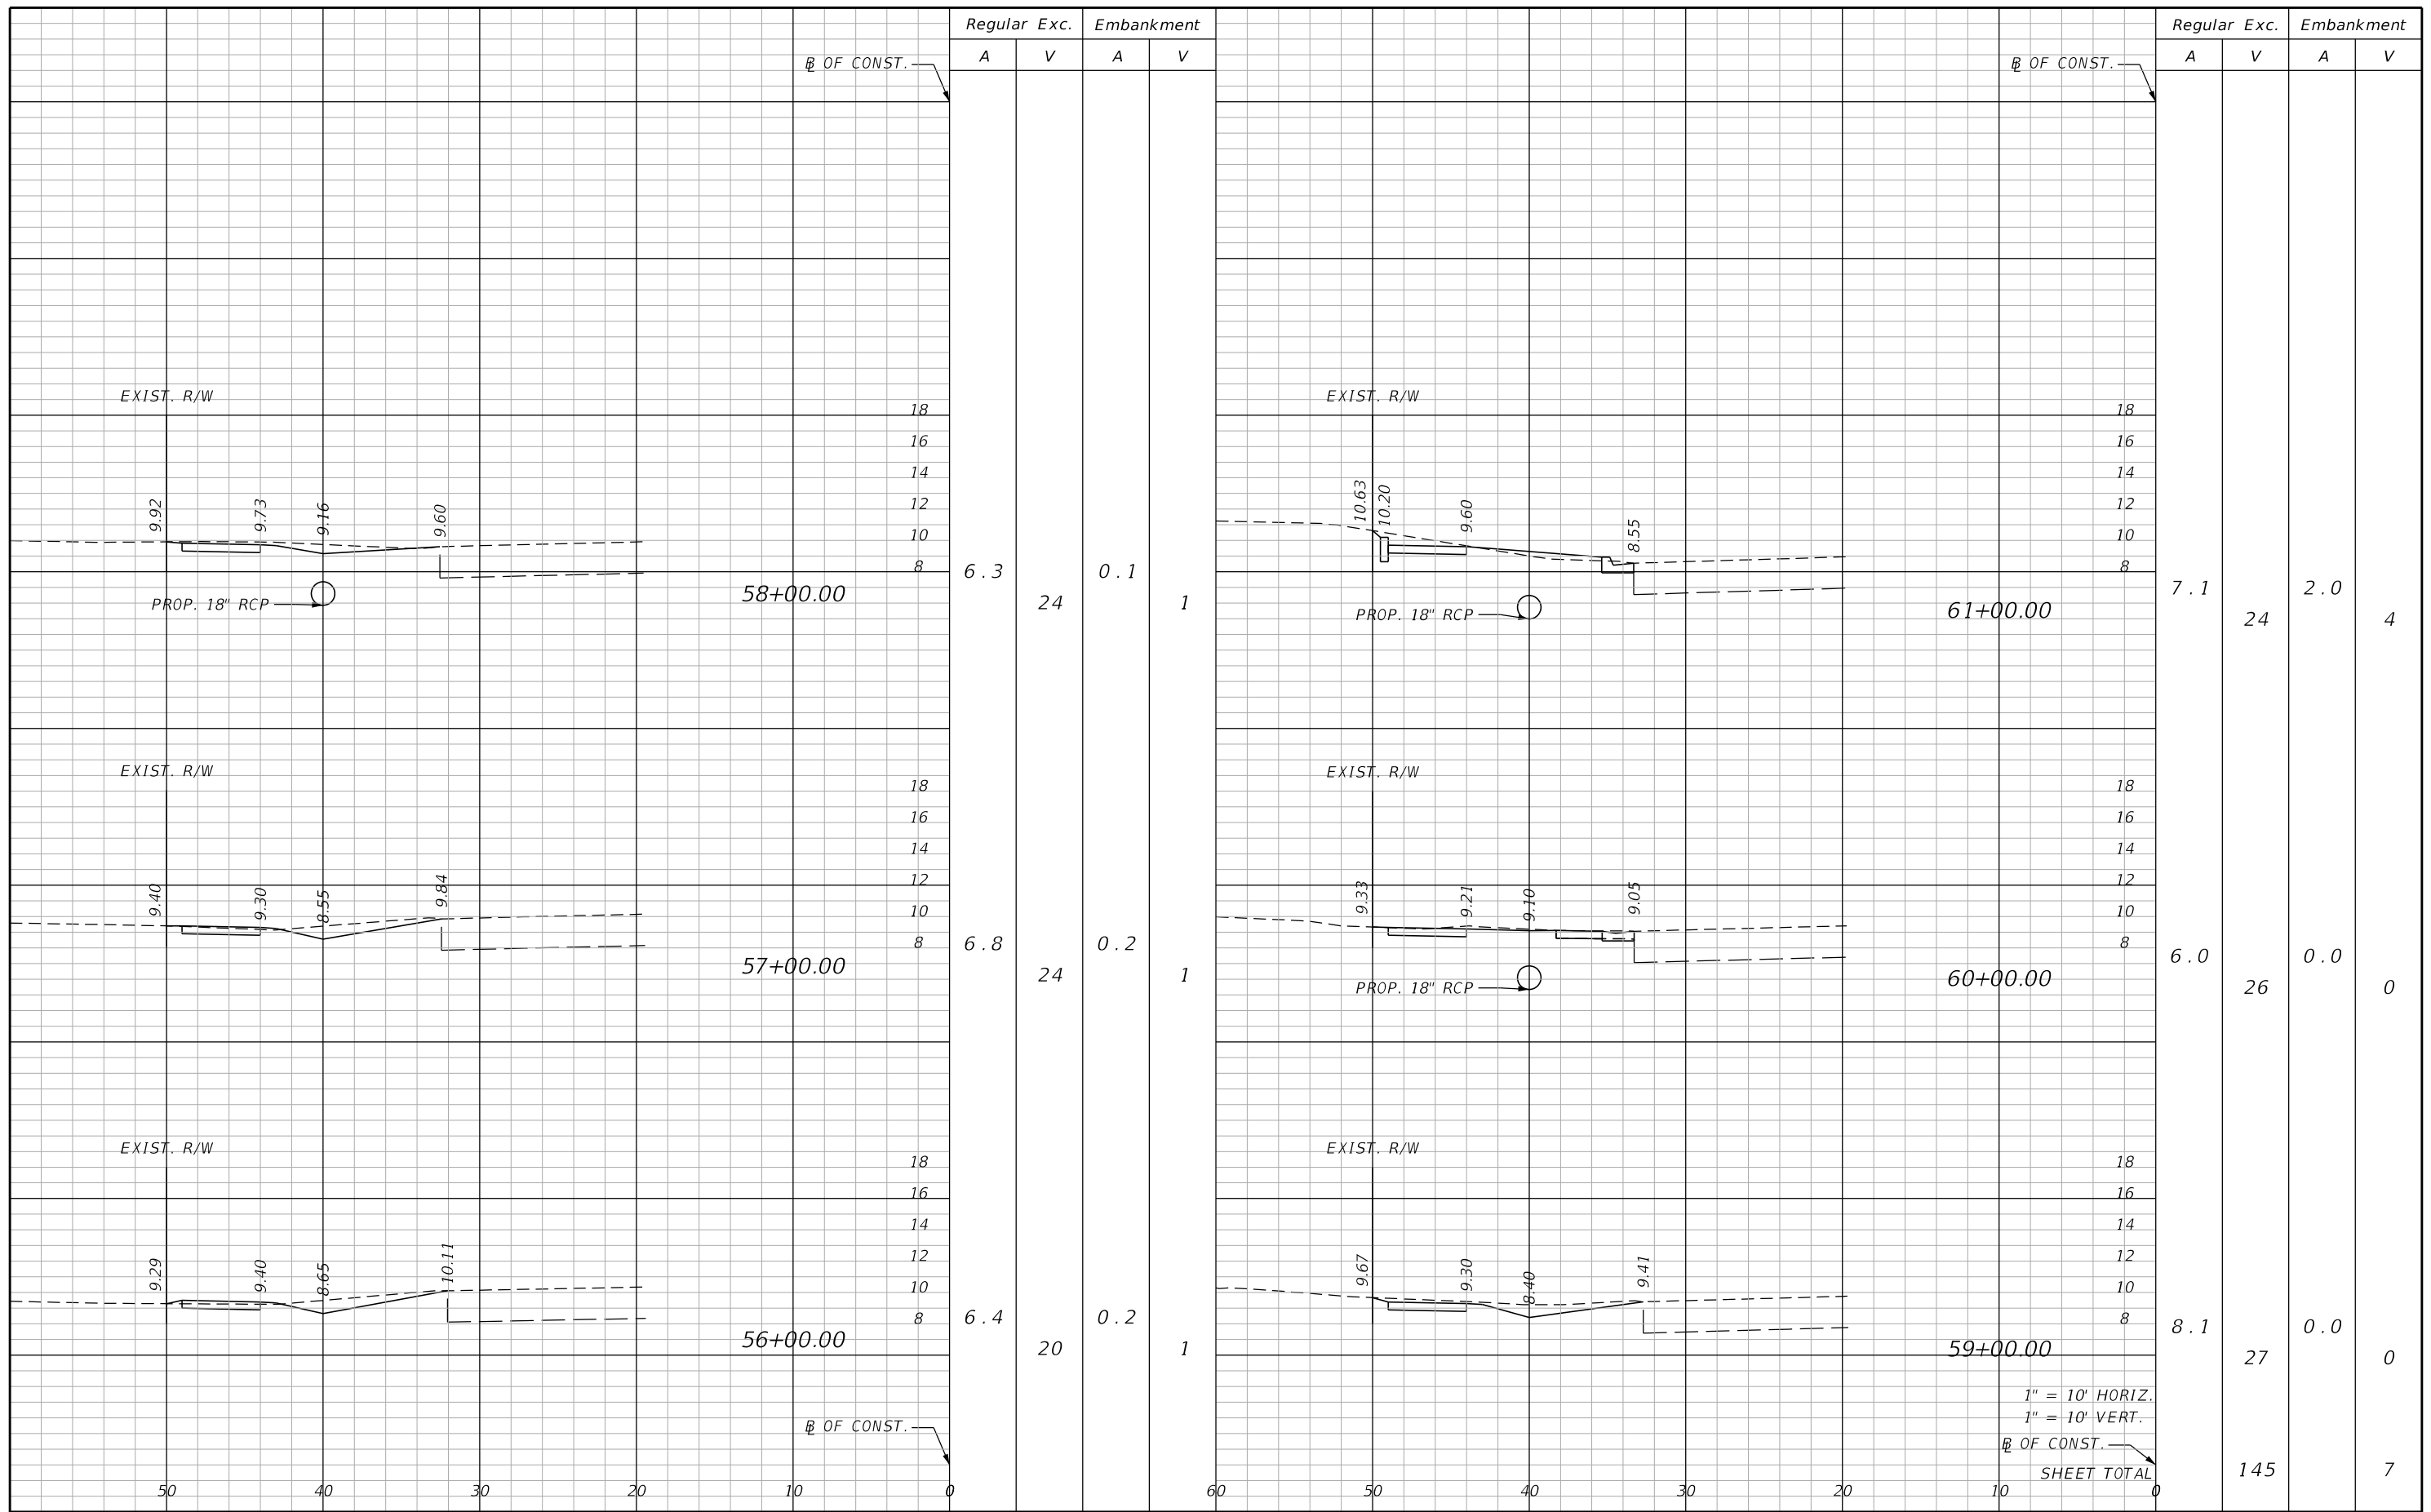 Regular Exc. Embankment
A V A V
℄ OF CONST.
EXIST. R/W
18
16
14
12
10
8
9.92 9.73 9.16 9.60
PROP. 18" RCP
58+00.00
6.3 0.1
24 1
EXIST. R/W
18
16
14
12
10
8
9.40 9.30 8.55 9.84
57+00.00
6.8 0.2
24 1
EXIST. R/W
18
16
14
12
10
8
9.29 9.40 8.65 10.11
56+00.00
6.4 0.2
20 1
℄ OF CONST.
50 40 30 20 10 0
Regular Exc. Embankment
A V A V
℄ OF CONST.
EXIST. R/W
18
16
14
12
10
8
10.63 10.20 9.60 8.55
PROP. 18" RCP
61+00.00
7.1 2.0
24 4
EXIST. R/W
18
16
14
12
10
8
9.33 9.21 9.10 9.05
PROP. 18" RCP
60+00.00
6.0 0.0
26 0
EXIST. R/W
18
16
14
12
10
8
9.67 9.30 8.40 9.41
59+00.00
8.1 0.0
27 0
1" = 10' HORIZ.
1" = 10' VERT.
℄ OF CONST.
SHEET TOTAL 145 7
60 50 40 30 20 10 0